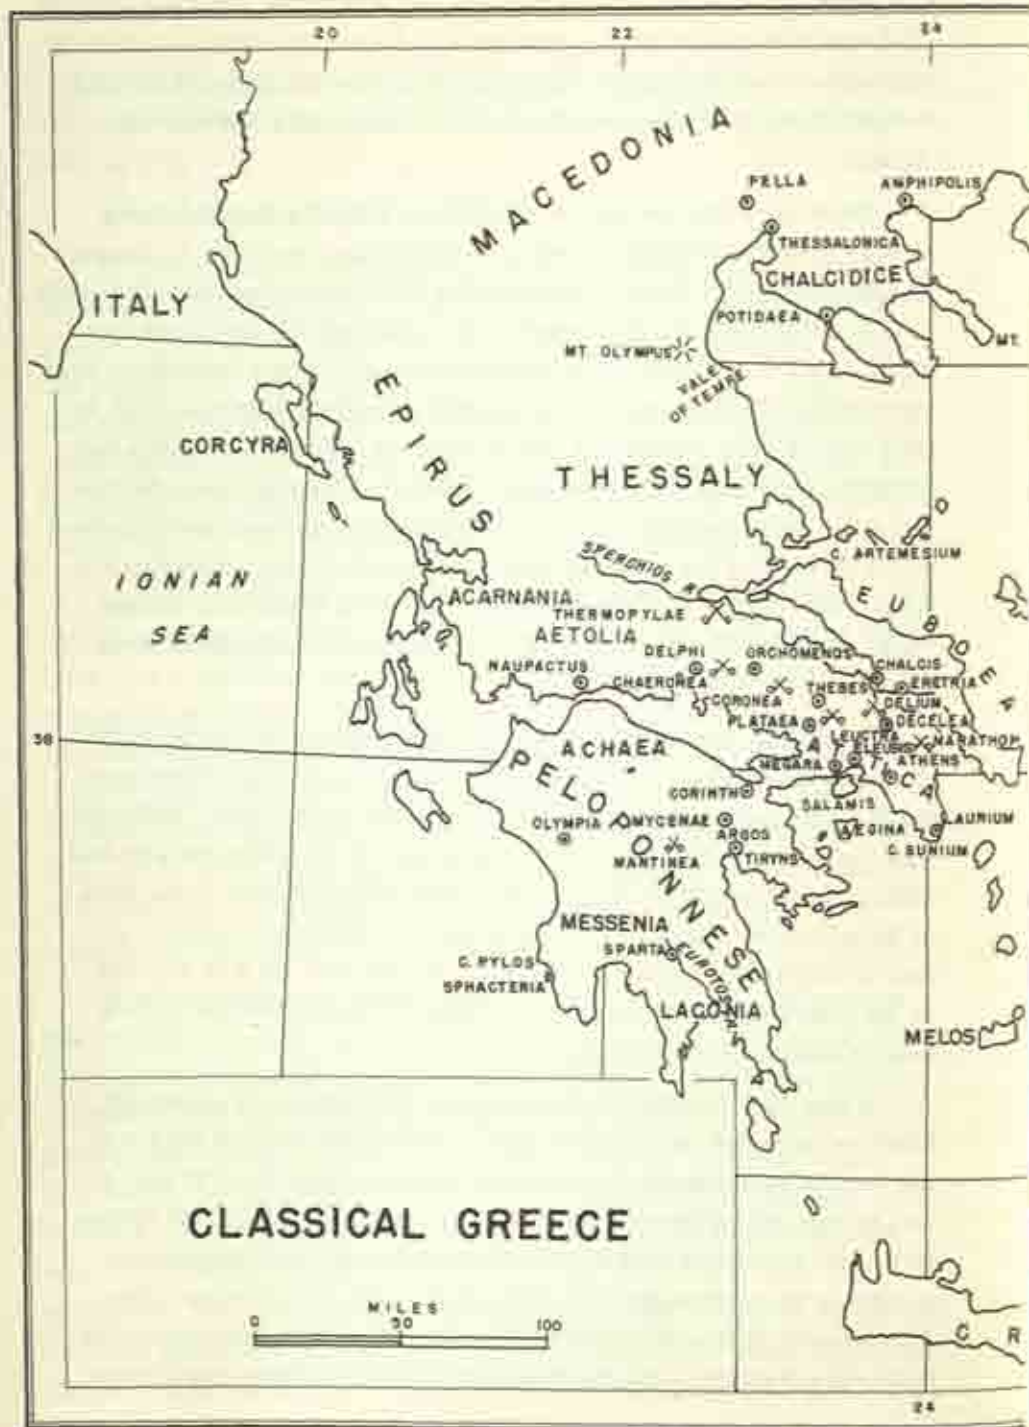 20
22
24
MACEDONIA
PELLA
AMPHIPOLIS
THESSALONICA
CHALCIDICE
ITALY
POTIDAEA
MT. OLYMPUS
MT.
VALE
OF TEMPE
EPIRUS
CORCYRA
THESSALY
SPERCHIOS R.
C. ARTEMESIUM
IONIAN
SEA
EUBOEA
ACARNANIA
THERMOPYLAE
AETOLIA
DELPHI
ORCHOMENOS
NAUPACTUS
CHAERONEA
CHALCIS
THEBES
ERETRIA
CORONEA
DELIUM
PLATAEA
DECELEA
LEUCTRA
MARATHON
38
ACHAEA
ELEUSIS
ATHENS
MEGARA
ATTICA
PELOPONNESE
CORINTH
SALAMIS
OLYMPIA
MYCENAE
ARGOS
AEGINA
LAURIUM
MANTINEA
TIRYNS
C. SUNIUM
MESSENIA
SPARTA
EUROTOS R.
C. PYLOS
SPHACTERIA
LACONIA
MELOS
CLASSICAL GREECE
MILES
0 50 100
C R
24